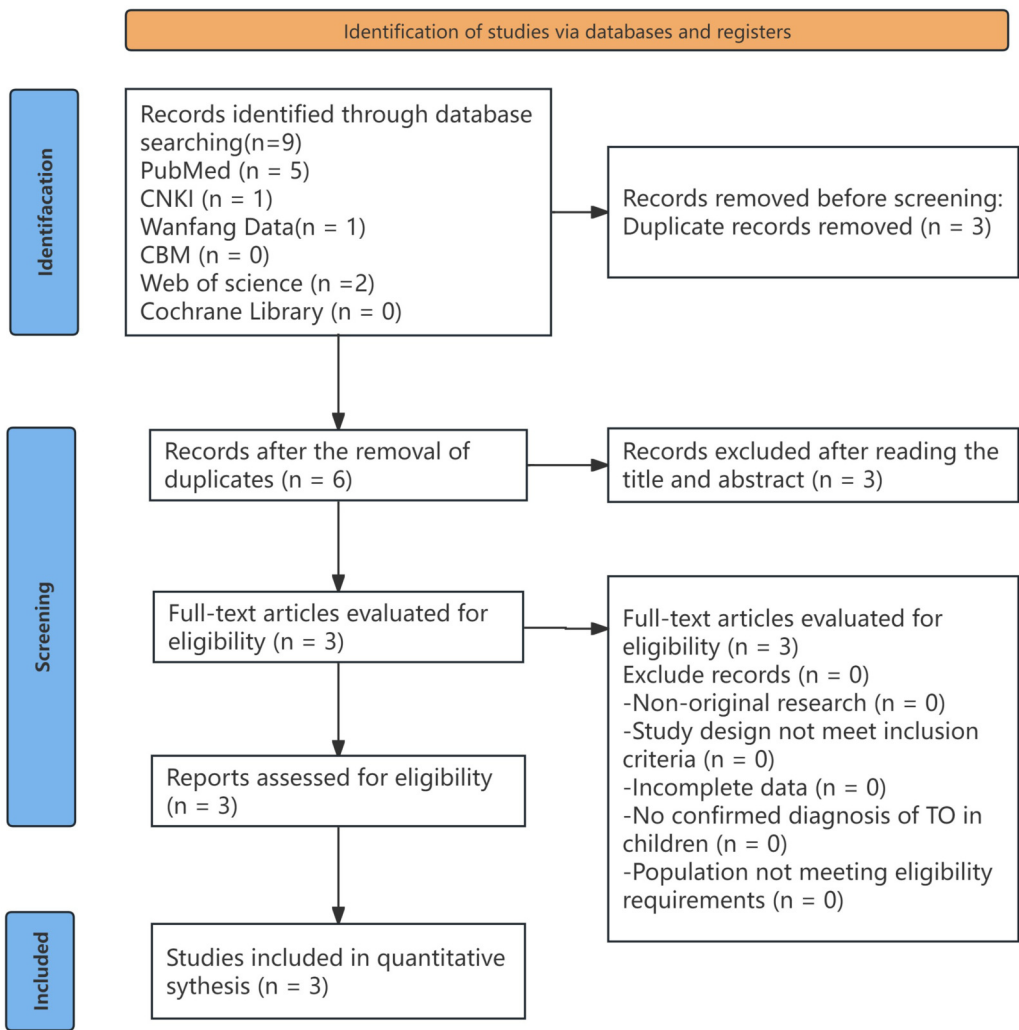 Identification of studies via databases and registers
Identifacation
Records identified through database
searching(n=9)
PubMed (n = 5)
CNKI (n = 1)
Wanfang Data(n = 1)
CBM (n = 0)
Web of science (n =2)
Cochrane Library (n = 0)
Records removed before screening:
Duplicate records removed (n = 3)
Screening
Records after the removal of
duplicates (n = 6)
Records excluded after reading the
title and abstract (n = 3)
Full-text articles evaluated for
eligibility (n = 3)
Full-text articles evaluated for
eligibility (n = 3)
Exclude records (n = 0)
-Non-original research (n = 0)
-Study design not meet inclusion
criteria (n = 0)
-Incomplete data (n = 0)
-No confirmed diagnosis of TO in
children (n = 0)
-Population not meeting eligibility
requirements (n = 0)
Reports assessed for eligibility
(n = 3)
Included
Studies included in quantitative
sythesis (n = 3)